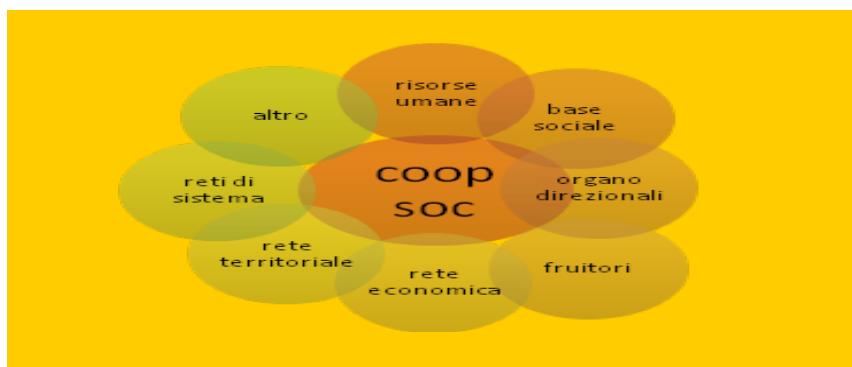 risorse
umane
altro
base
sociale
coop
soc
reti di
sistema
organo
direzionali
rete
territoriale
rete
economica
fruitori